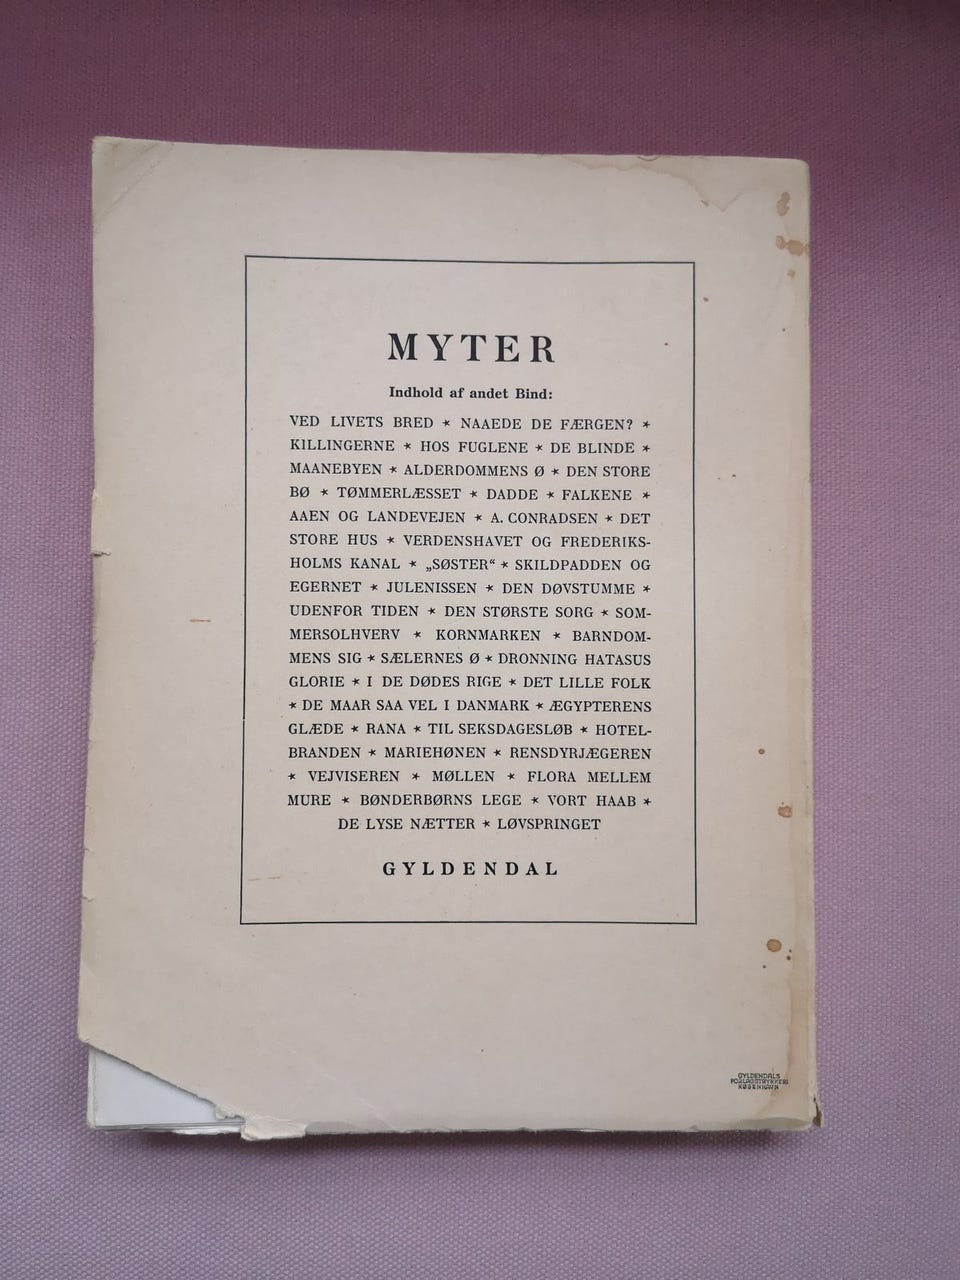 MYTER
Indhold af andet Bind:
VED LIVETS BRED ★ NAAEDE DE FÆRGEN? ★
KILLINGERNE ★ HOS FUGLENE ★ DE BLINDE ★
MAANEBYEN ★ ALDERDOMMENS Ø ★ DEN STORE
BØ ★ TØMMERLÆSSET ★ DADDE ★ FALKENE ★
AAEN OG LANDEVEJEN ★ A. CONRADSEN ★ DET
STORE HUS ★ VERDENSHAVET OG FREDERIKS-
HOLMS KANAL ★ „SØSTER“ ★ SKILDPADDEN OG
EGERNET ★ JULENISSEN ★ DEN DØVSTUMME ★
UDENFOR TIDEN ★ DEN STØRSTE SORG ★ SOM-
MERSOLHVERV ★ KORNMARKEN ★ BARNDOM-
MENS SIG ★ SÆLERNES Ø ★ DRONNING HATASUS
GLORIE ★ I DE DØDES RIGE ★ DET LILLE FOLK
★ DE MAAR SAA VEL I DANMARK ★ ÆGYPTERENS
GLÆDE ★ RANA ★ TIL SEKSDAGESLØB ★ HOTEL-
BRANDEN ★ MARIEHØNEN ★ RENSDYRJÆGEREN
★ VEJVISEREN ★ MØLLEN ★ FLORA MELLEM
MURE ★ BØNDERBØRNS LEGE ★ VORT HAAB ★
DE LYSE NÆTTER ★ LØVSPRINGET
GYLDENDAL
GYLDENDALS
FORLAGSTRYKKERI
KØBENHAVN